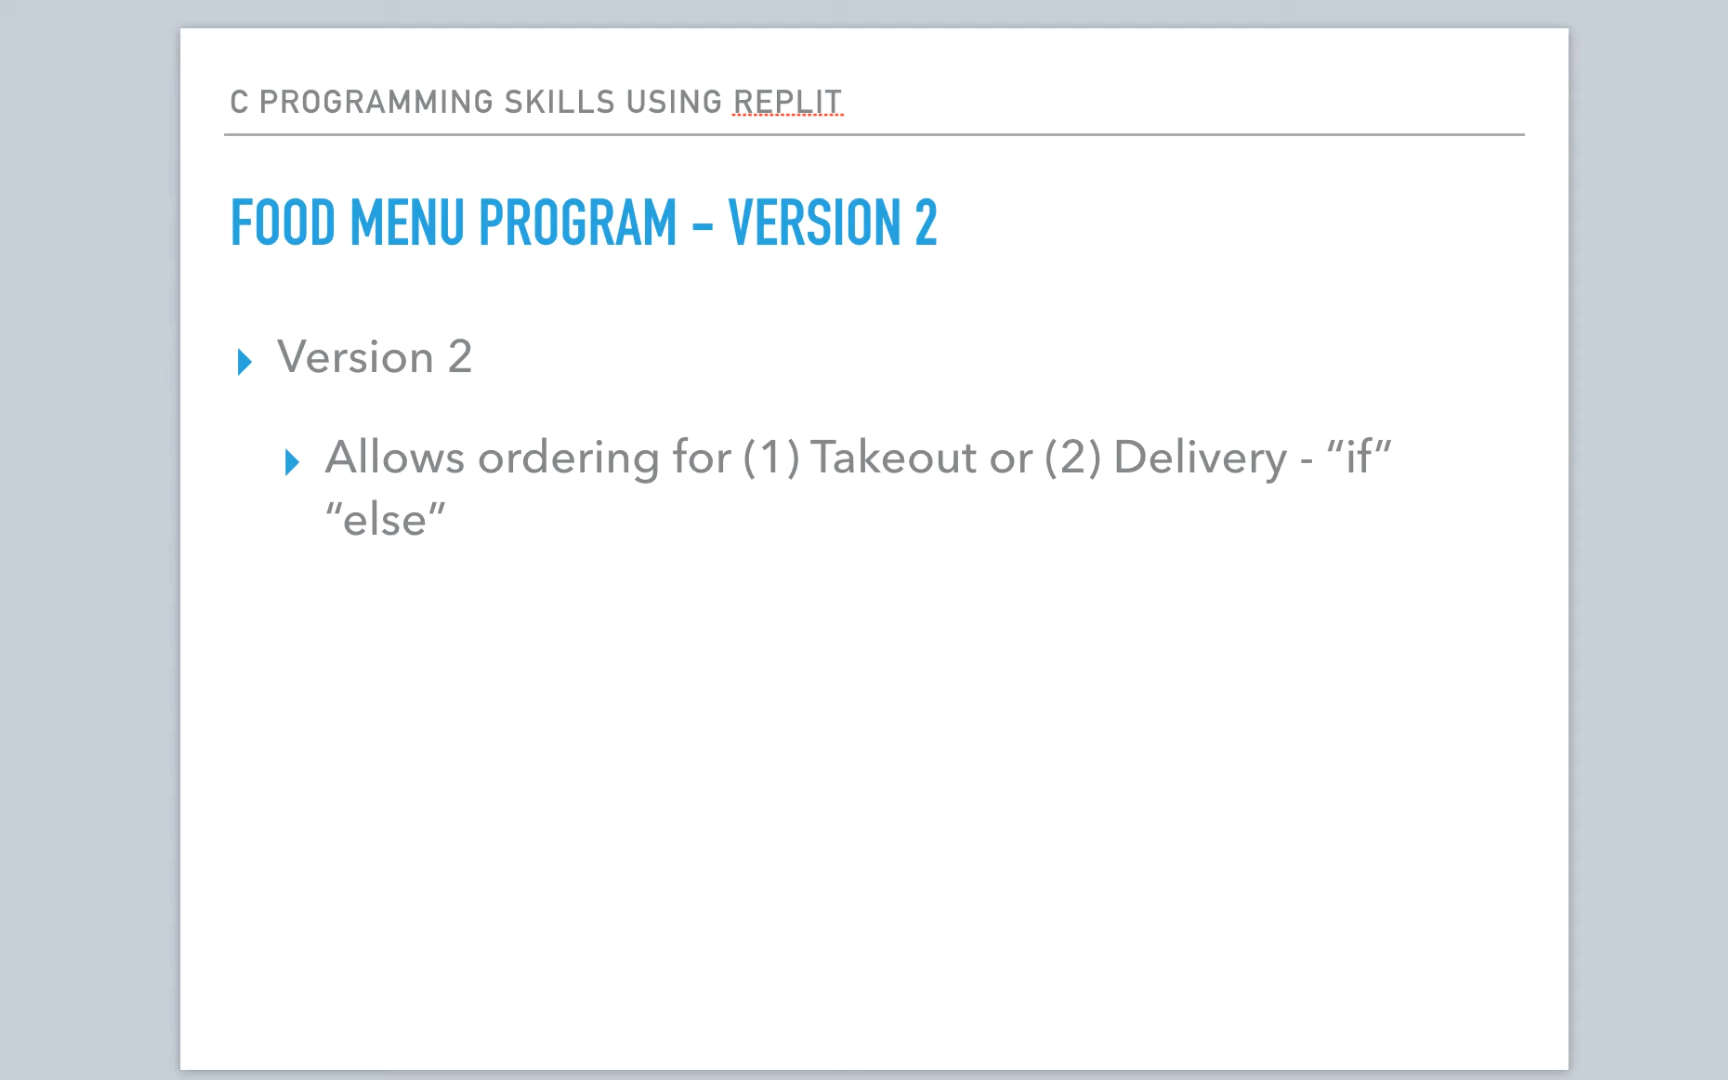 C PROGRAMMING SKILLS USING REPLIT
FOOD MENU PROGRAM – VERSION 2
Version 2
Allows ordering for (1) Takeout or (2) Delivery - “if”
“else”